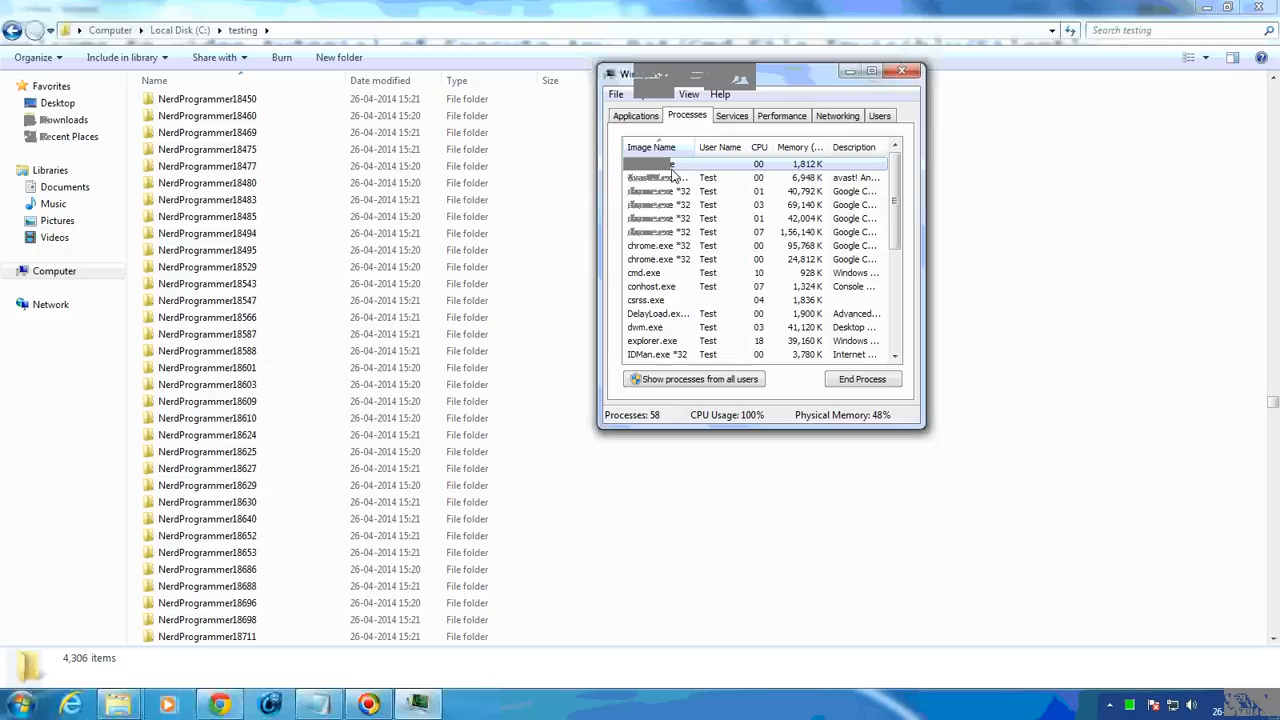 Computer ▸ Local Disk (C:) ▸ testing ▸
Search testing
Organize Include in library Share with Burn New folder
Name Date modified Type Size
Favorites
Desktop
Downloads
Recent Places
Libraries
Documents
Music
Pictures
Videos
Computer
Network
NerdProgrammer18450 26-04-2014 15:21 File folder
NerdProgrammer18460 26-04-2014 15:20 File folder
NerdProgrammer18469 26-04-2014 15:21 File folder
NerdProgrammer18475 26-04-2014 15:21 File folder
NerdProgrammer18477 26-04-2014 15:20 File folder
NerdProgrammer18480 26-04-2014 15:21 File folder
NerdProgrammer18483 26-04-2014 15:21 File folder
NerdProgrammer18485 26-04-2014 15:20 File folder
NerdProgrammer18494 26-04-2014 15:21 File folder
NerdProgrammer18495 26-04-2014 15:20 File folder
NerdProgrammer18529 26-04-2014 15:21 File folder
NerdProgrammer18543 26-04-2014 15:20 File folder
NerdProgrammer18547 26-04-2014 15:21 File folder
NerdProgrammer18566 26-04-2014 15:21 File folder
NerdProgrammer18587 26-04-2014 15:21 File folder
NerdProgrammer18588 26-04-2014 15:21 File folder
NerdProgrammer18601 26-04-2014 15:20 File folder
NerdProgrammer18603 26-04-2014 15:21 File folder
NerdProgrammer18609 26-04-2014 15:21 File folder
NerdProgrammer18610 26-04-2014 15:20 File folder
NerdProgrammer18624 26-04-2014 15:21 File folder
NerdProgrammer18625 26-04-2014 15:20 File folder
NerdProgrammer18627 26-04-2014 15:21 File folder
NerdProgrammer18629 26-04-2014 15:20 File folder
NerdProgrammer18630 26-04-2014 15:21 File folder
NerdProgrammer18640 26-04-2014 15:21 File folder
NerdProgrammer18652 26-04-2014 15:21 File folder
NerdProgrammer18653 26-04-2014 15:21 File folder
NerdProgrammer18686 26-04-2014 15:20 File folder
NerdProgrammer18688 26-04-2014 15:21 File folder
NerdProgrammer18696 26-04-2014 15:20 File folder
NerdProgrammer18698 26-04-2014 15:21 File folder
NerdProgrammer18711 26-04-2014 15:21 File folder
4,306 items
File View Help
Applications Processes Services Performance Networking Users
Image Name User Name CPU Memory (... Description
00 1,812 K
Test 00 6,948 K avast! An...
*32 Test 01 40,792 K Google C...
*32 Test 03 69,140 K Google C...
*32 Test 01 42,004 K Google C...
*32 Test 07 1,56,140 K Google C...
chrome.exe *32 Test 00 95,768 K Google C...
chrome.exe *32 Test 00 24,812 K Google C...
cmd.exe Test 10 928 K Windows ...
conhost.exe Test 07 1,324 K Console ...
csrss.exe 04 1,836 K
DelayLoad.ex... Test 00 1,900 K Advanced...
dwm.exe Test 03 41,120 K Desktop ...
explorer.exe Test 18 39,160 K Windows ...
IDMan.exe *32 Test 00 3,780 K Internet ...
Show processes from all users End Process
Processes: 58 CPU Usage: 100% Physical Memory: 48%